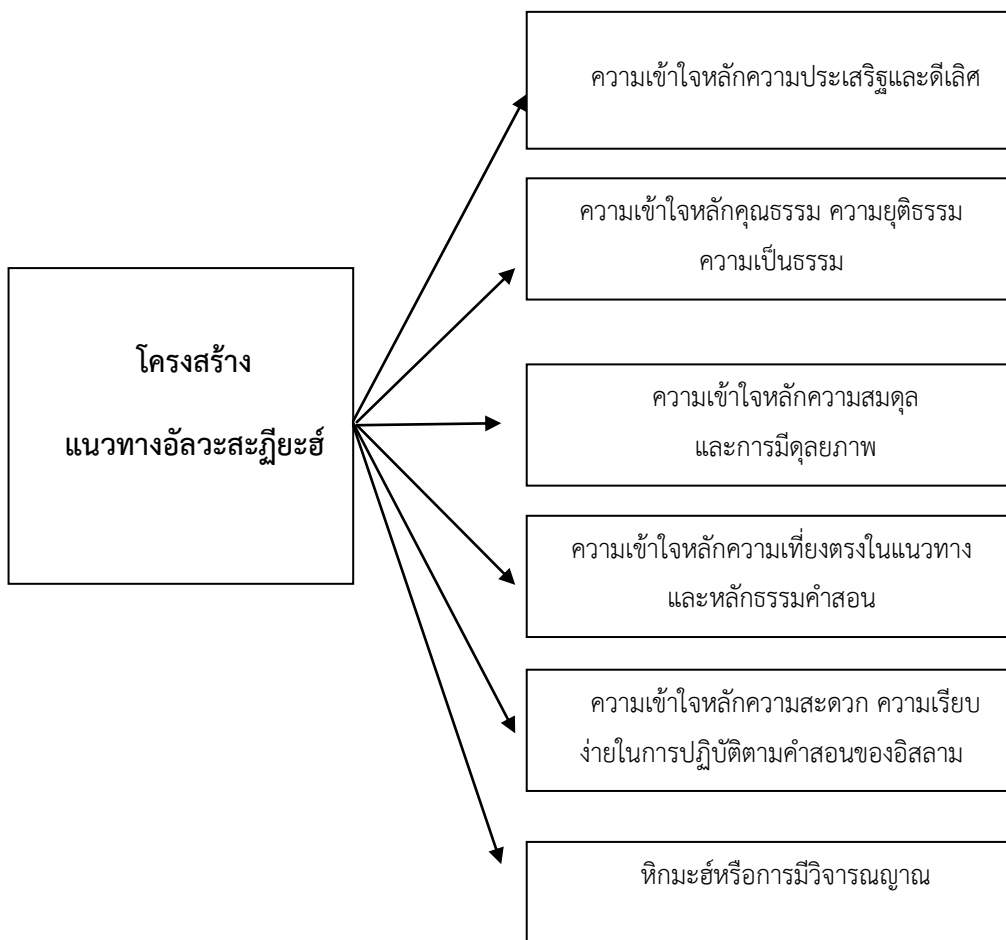 ความเข้าใจหลักความประเสริฐและดีเลิศ
ความเข้าใจหลักคุณธรรม ความยุติธรรม
ความเป็นธรรม
โครงสร้าง
แนวทางอัลวะสะฏียะฮ์
ความเข้าใจหลักความสมดุล
และการมีดุลยภาพ
ความเข้าใจหลักความเที่ยงตรงในแนวทาง
และหลักธรรมคำสอน
ความเข้าใจหลักความสะดวก ความเรียบ
ง่ายในการปฏิบัติตามคำสอนของอิสลาม
หิกมะฮ์หรือการมีวิจารณญาณ